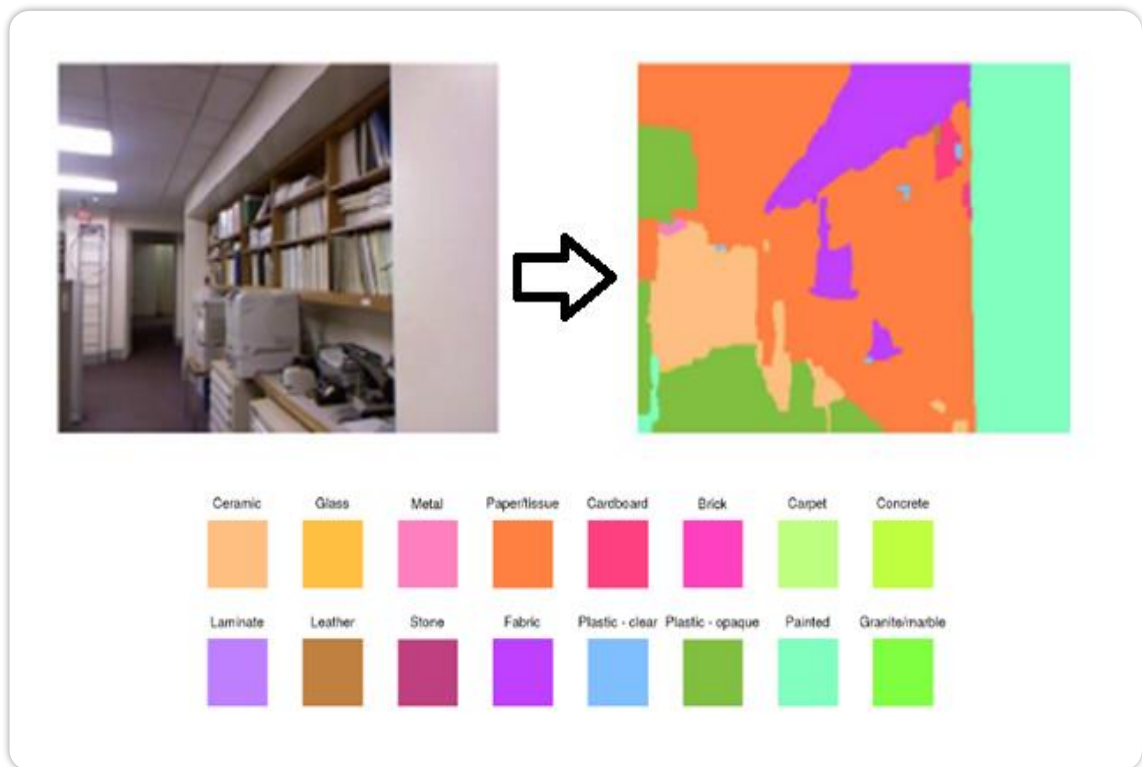 Ceramic Glass Metal Paper/tissue Cardboard Brick Carpet Concrete
Laminate Leather Stone Fabric Plastic - clear Plastic - opaque Painted Granite/marble